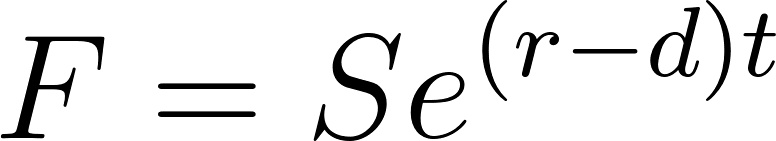 F = Se^{(r-d)t}